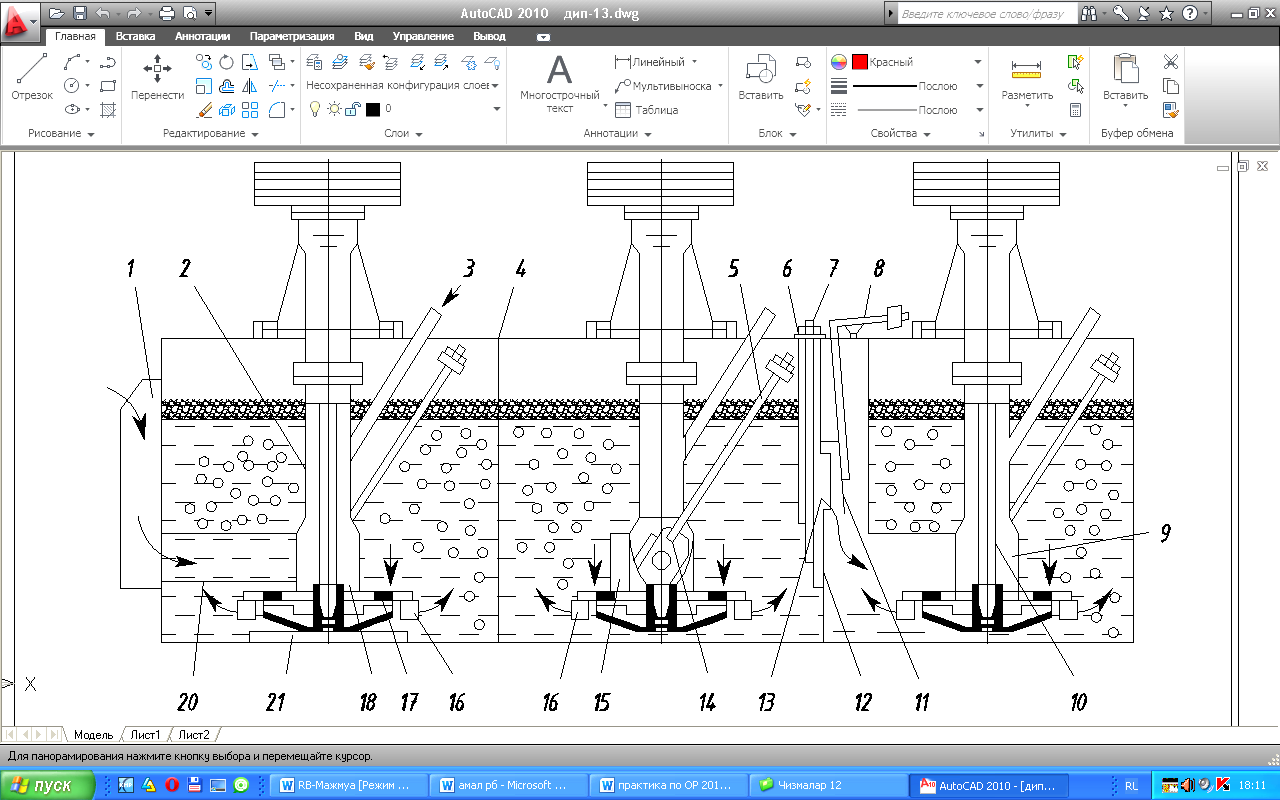 AutoCAD 2010 дип-13.dwg
Введите ключевое слово/фразу
Главная Вставка Аннотации Параметризация Вид Управление Вывод
Отрезок
Перенести
Несохраненная конфигурация слоев
0
Многострочный
текст
Линейный
Мультивыноска
Таблица
Вставить
Красный
Послою
Послою
Разметить
Вставить
Рисование Редактирование Слои Аннотации Блок Свойства Утилиты Буфер обмена
1 2 3 4 5 6 7 8
9
20 21 18 17 16 16 15 14 13 12 11 10
X
Модель Лист1 Лист2
Для панорамирования нажмите кнопку выбора и перемещайте курсор.
пуск RB-Мажмуа [Режим ... амал рб - Microsoft ... практика по ОР 201... Чизмалар 12 AutoCAD 2010 - [дип... RL 18:11